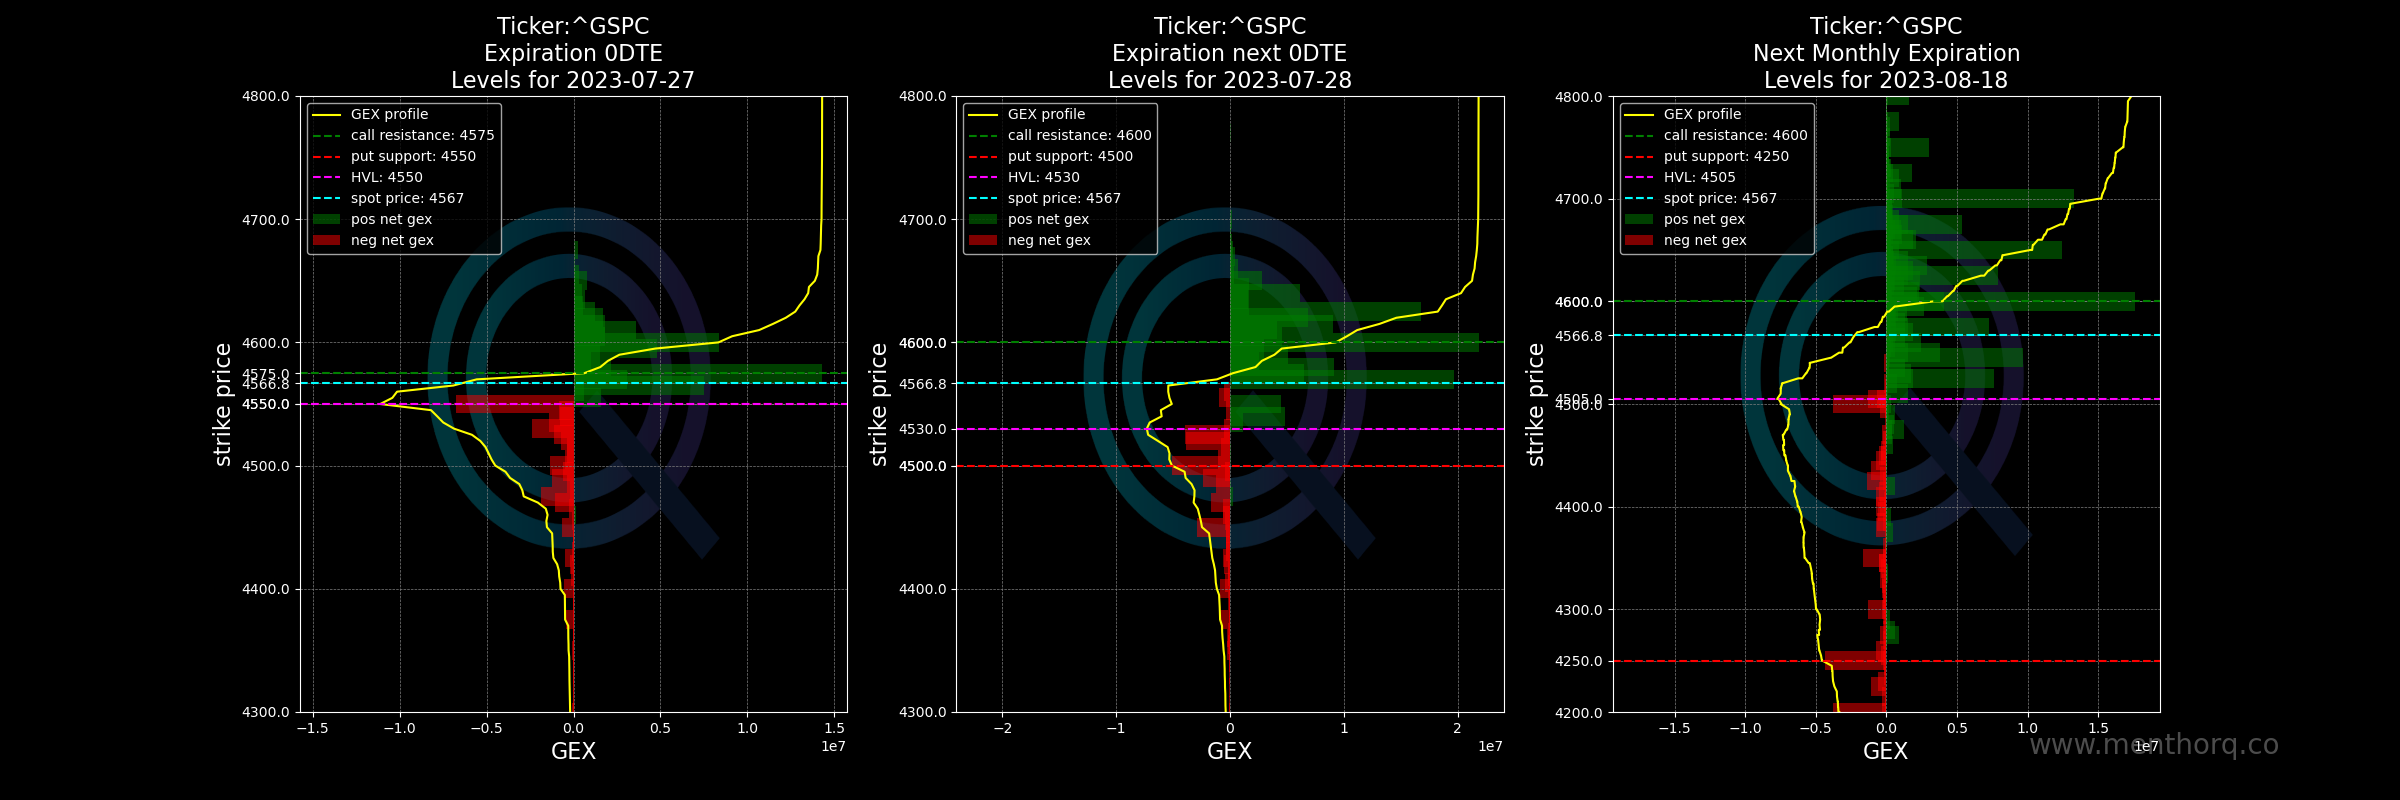 Ticker:^GSPC
Expiration 0DTE
Levels for 2023-07-27
4800.0
4700.0
4600.0
4575.0
4566.8
4550.0
4500.0
4400.0
4300.0
strike price
GEX profile
call resistance: 4575
put support: 4550
HVL: 4550
spot price: 4567
pos net gex
neg net gex
−1.5 −1.0 −0.5 0.0 0.5 1.0 1.5
1e7
GEX
Ticker:^GSPC
Expiration next 0DTE
Levels for 2023-07-28
4800.0
4700.0
4600.0
4566.8
4530.0
4500.0
4400.0
4300.0
strike price
GEX profile
call resistance: 4600
put support: 4500
HVL: 4530
spot price: 4567
pos net gex
neg net gex
−2 −1 0 1 2
1e7
GEX
Ticker:^GSPC
Next Monthly Expiration
Levels for 2023-08-18
4800.0
4700.0
4600.0
4566.8
4505.0
4500.0
4400.0
4300.0
4250.0
4200.0
strike price
GEX profile
call resistance: 4600
put support: 4250
HVL: 4505
spot price: 4567
pos net gex
neg net gex
−1.5 −1.0 −0.5 0.0 0.5 1.0 1.5
1e7
GEX
www.menthorq.co